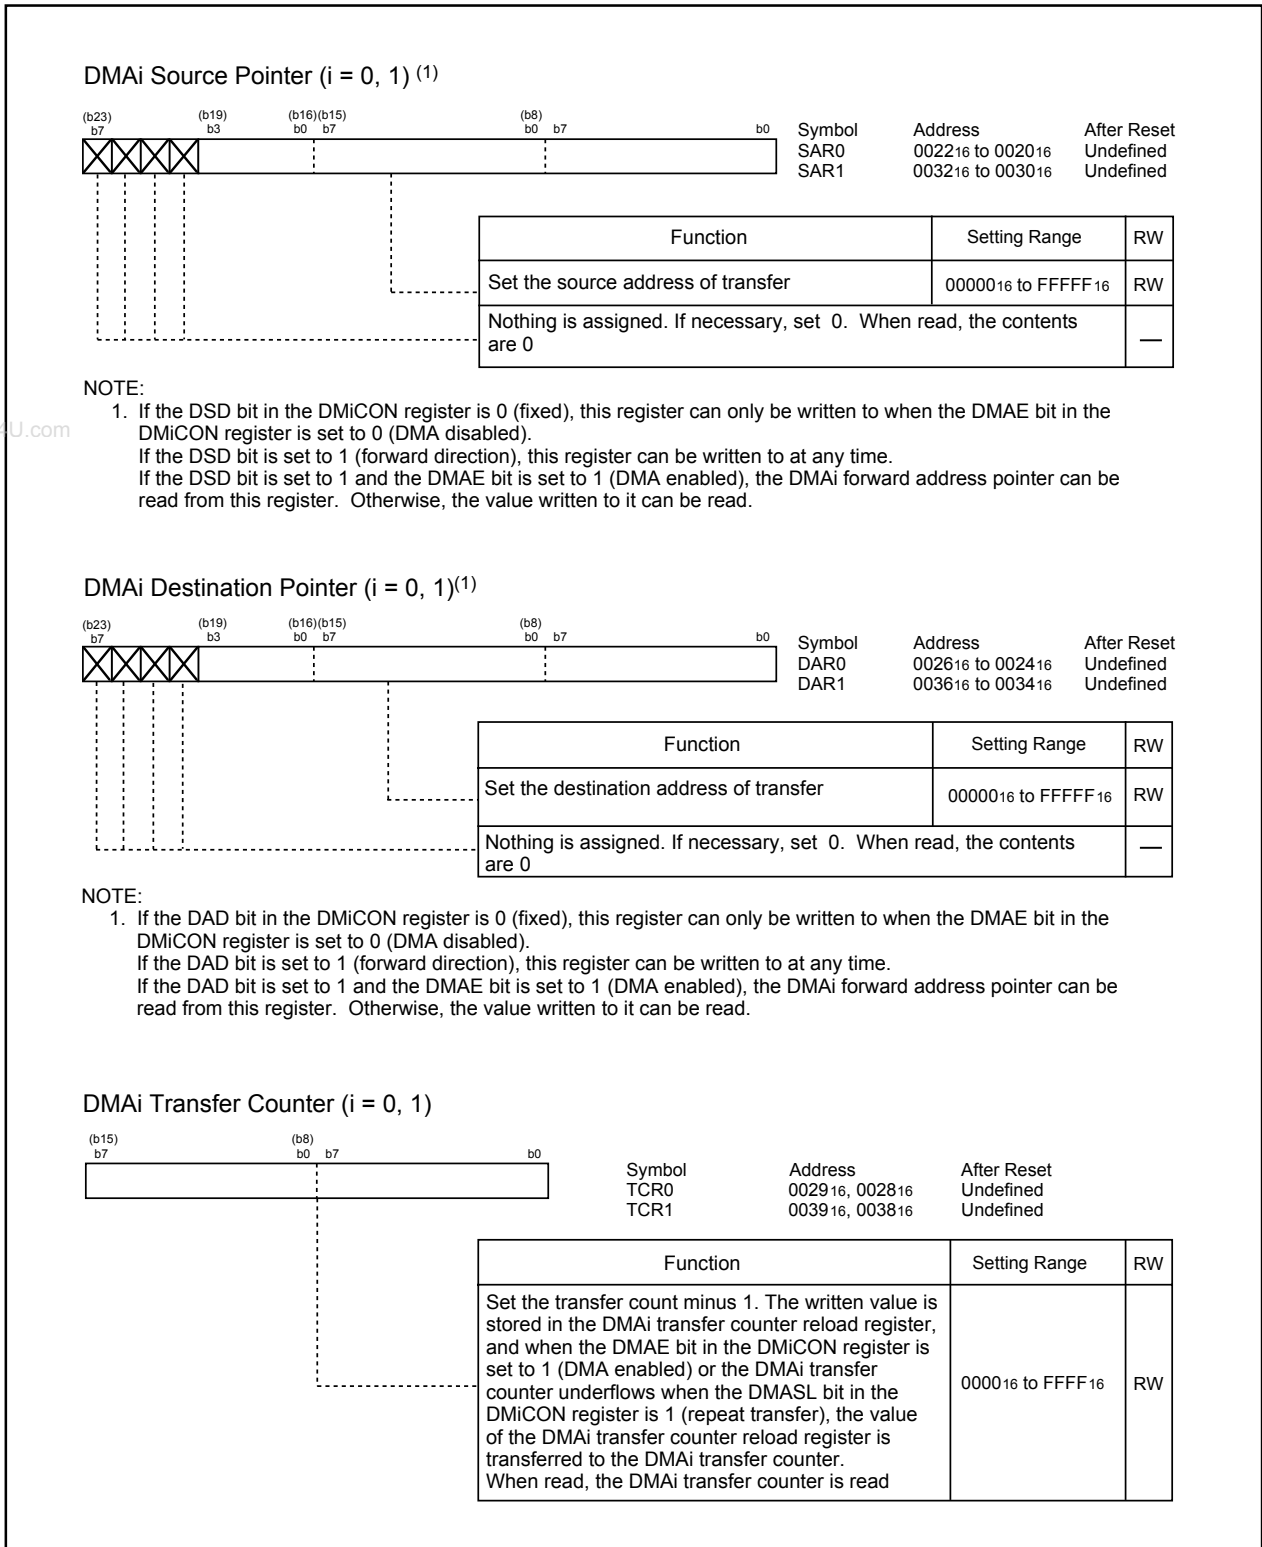 DMAi Source Pointer (i = 0, 1) (1)
(b23) (b19) (b16)(b15) (b8)
b7 b3 b0 b7 b0 b7 b0
Symbol Address After Reset
SAR0 002216 to 002016 Undefined
SAR1 003216 to 003016 Undefined
Function Setting Range RW
Set the source address of transfer 0000016 to FFFFF16 RW
Nothing is assigned. If necessary, set 0. When read, the contents
are 0 —
NOTE:
1. If the DSD bit in the DMiCON register is 0 (fixed), this register can only be written to when the DMAE bit in the
4U.com
DMiCON register is set to 0 (DMA disabled).
If the DSD bit is set to 1 (forward direction), this register can be written to at any time.
If the DSD bit is set to 1 and the DMAE bit is set to 1 (DMA enabled), the DMAi forward address pointer can be
read from this register. Otherwise, the value written to it can be read.
DMAi Destination Pointer (i = 0, 1)(1)
(b23) (b19) (b16)(b15) (b8)
b7 b3 b0 b7 b0 b7 b0
Symbol Address After Reset
DAR0 002616 to 002416 Undefined
DAR1 003616 to 003416 Undefined
Function Setting Range RW
Set the destination address of transfer 0000016 to FFFFF16 RW
Nothing is assigned. If necessary, set 0. When read, the contents
are 0 —
NOTE:
1. If the DAD bit in the DMiCON register is 0 (fixed), this register can only be written to when the DMAE bit in the
DMiCON register is set to 0 (DMA disabled).
If the DAD bit is set to 1 (forward direction), this register can be written to at any time.
If the DAD bit is set to 1 and the DMAE bit is set to 1 (DMA enabled), the DMAi forward address pointer can be
read from this register. Otherwise, the value written to it can be read.
DMAi Transfer Counter (i = 0, 1)
(b15) (b8)
b7 b0 b7 b0
Symbol Address After Reset
TCR0 002916, 002816 Undefined
TCR1 003916, 003816 Undefined
Function Setting Range RW
Set the transfer count minus 1. The written value is
stored in the DMAi transfer counter reload register,
and when the DMAE bit in the DMiCON register is
set to 1 (DMA enabled) or the DMAi transfer
counter underflows when the DMASL bit in the
DMiCON register is 1 (repeat transfer), the value
of the DMAi transfer counter reload register is
transferred to the DMAi transfer counter.
When read, the DMAi transfer counter is read
000016 to FFFF16 RW